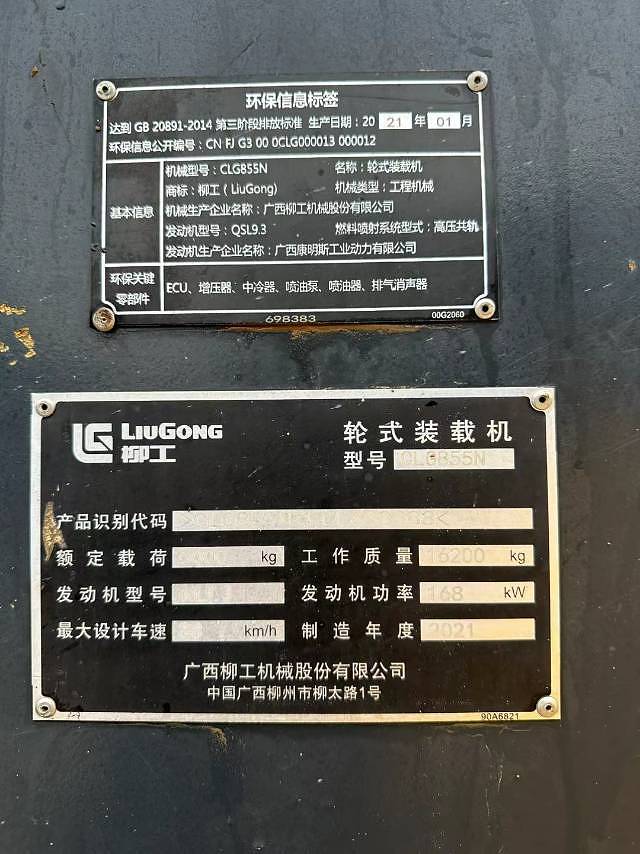 环保信息标签
达到 GB 20891-2014 第三阶段排放标准 生产日期：20 21 年 01 月
环保信息公开编号：CN FJ G3 00 0CLG000013 000012
基本信息
机械型号：CLG855N 名称：轮式装载机
商标：柳工（LiuGong） 机械类型：工程机械
机械生产企业名称：广西柳工机械股份有限公司
发动机型号：QSL9.3 燃料喷射系统型式：高压共轨
发动机生产企业名称：广西康明斯工业动力有限公司
环保关键
零部件
ECU、增压器、中冷器、喷油泵、喷油器、排气消声器
698383
00G2060
LIUGONG
柳工
轮式装载机
型号 CLG855N
产品识别代码
额定载荷 kg 工作质量 16200 kg
发动机型号 发动机功率 168 kW
最大设计车速 km/h 制造年度 2021
广西柳工机械股份有限公司
中国广西柳州市柳太路1号
90A6821